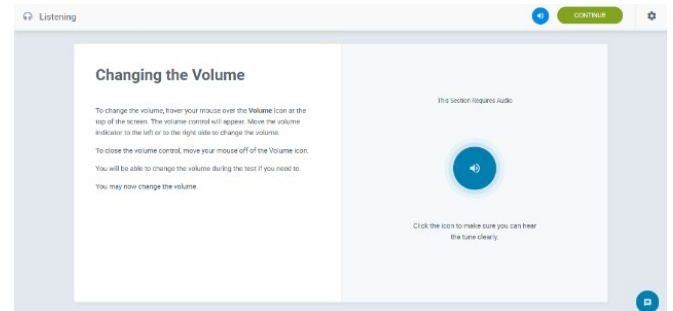 Listening
CONTINUE
Changing the Volume
To change the volume, hover your mouse over the Volume icon at the
top of the screen. The volume control will appear. Move the volume
indicator to the left or to the right side to change the volume.
To close the volume control, move your mouse off of the Volume icon.
You will be able to change the volume during the test if you need to.
You may now change the volume.
This Section Requires Audio
Click the icon to make sure you can hear
the tune clearly.